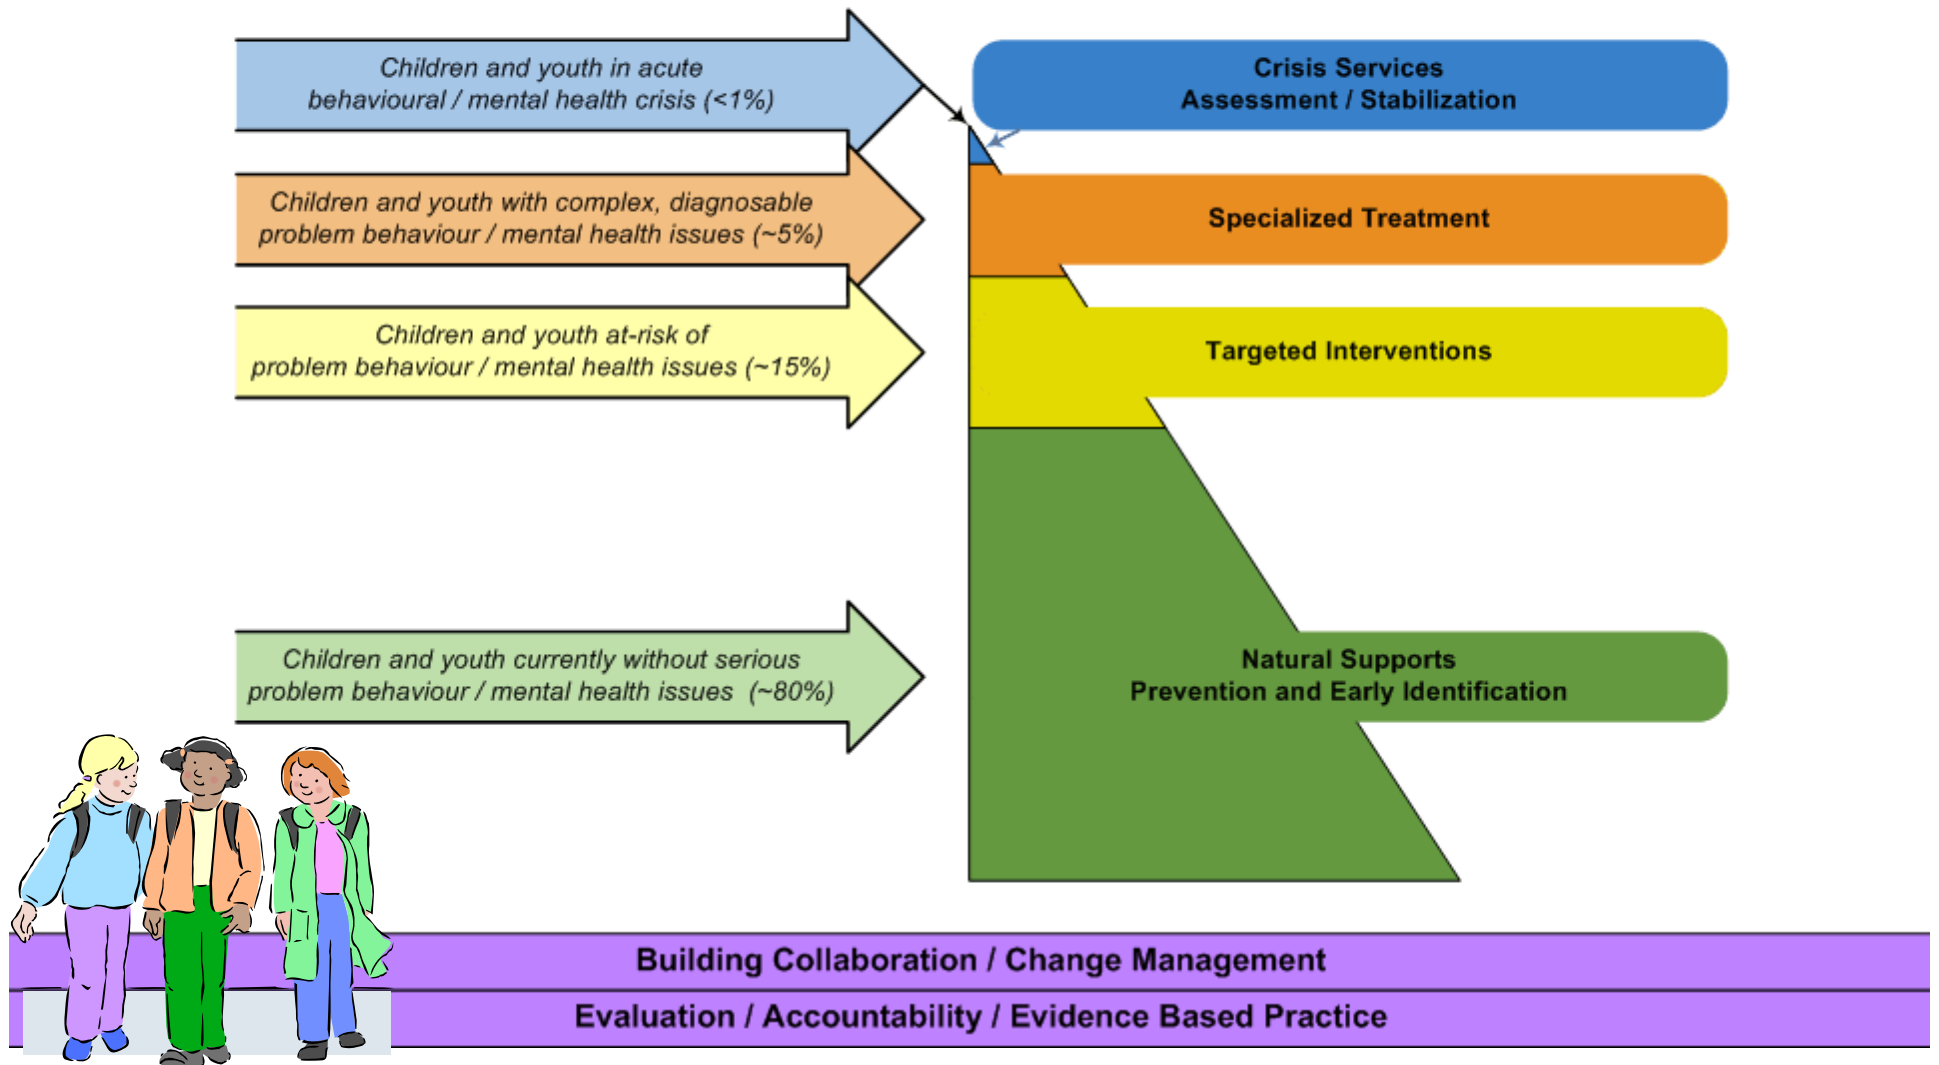 Children and youth in acute
behavioural / mental health crisis (<1%)
Crisis Services
Assessment / Stabilization
Children and youth with complex, diagnosable
problem behaviour / mental health issues (~5%)
Specialized Treatment
Children and youth at-risk of
problem behaviour / mental health issues (~15%)
Targeted Interventions
Children and youth currently without serious
problem behaviour / mental health issues (~80%)
Natural Supports
Prevention and Early Identification
Building Collaboration / Change Management
Evaluation / Accountability / Evidence Based Practice